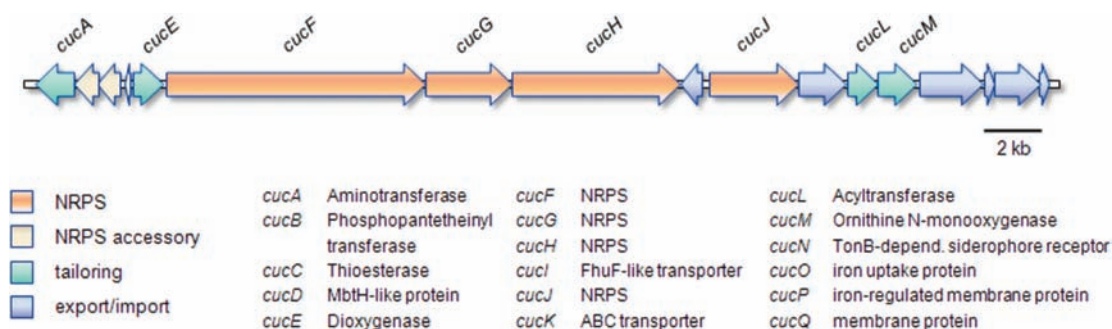 cucA cucE cucF cucG cucH cucJ cucL cucM
2 kb
NRPS
NRPS accessory
tailoring
export/import
cucA Aminotransferase
cucB Phosphopantetheinyl
transferase
cucC Thioesterase
cucD MbtH-like protein
cucE Dioxygenase
cucF NRPS
cucG NRPS
cucH NRPS
cucI FhuF-like transporter
cucJ NRPS
cucK ABC transporter
cucL Acyltransferase
cucM Ornithine N-monooxygenase
cucN TonB-depend. siderophore receptor
cucO iron uptake protein
cucP iron-regulated membrane protein
cucQ membrane protein